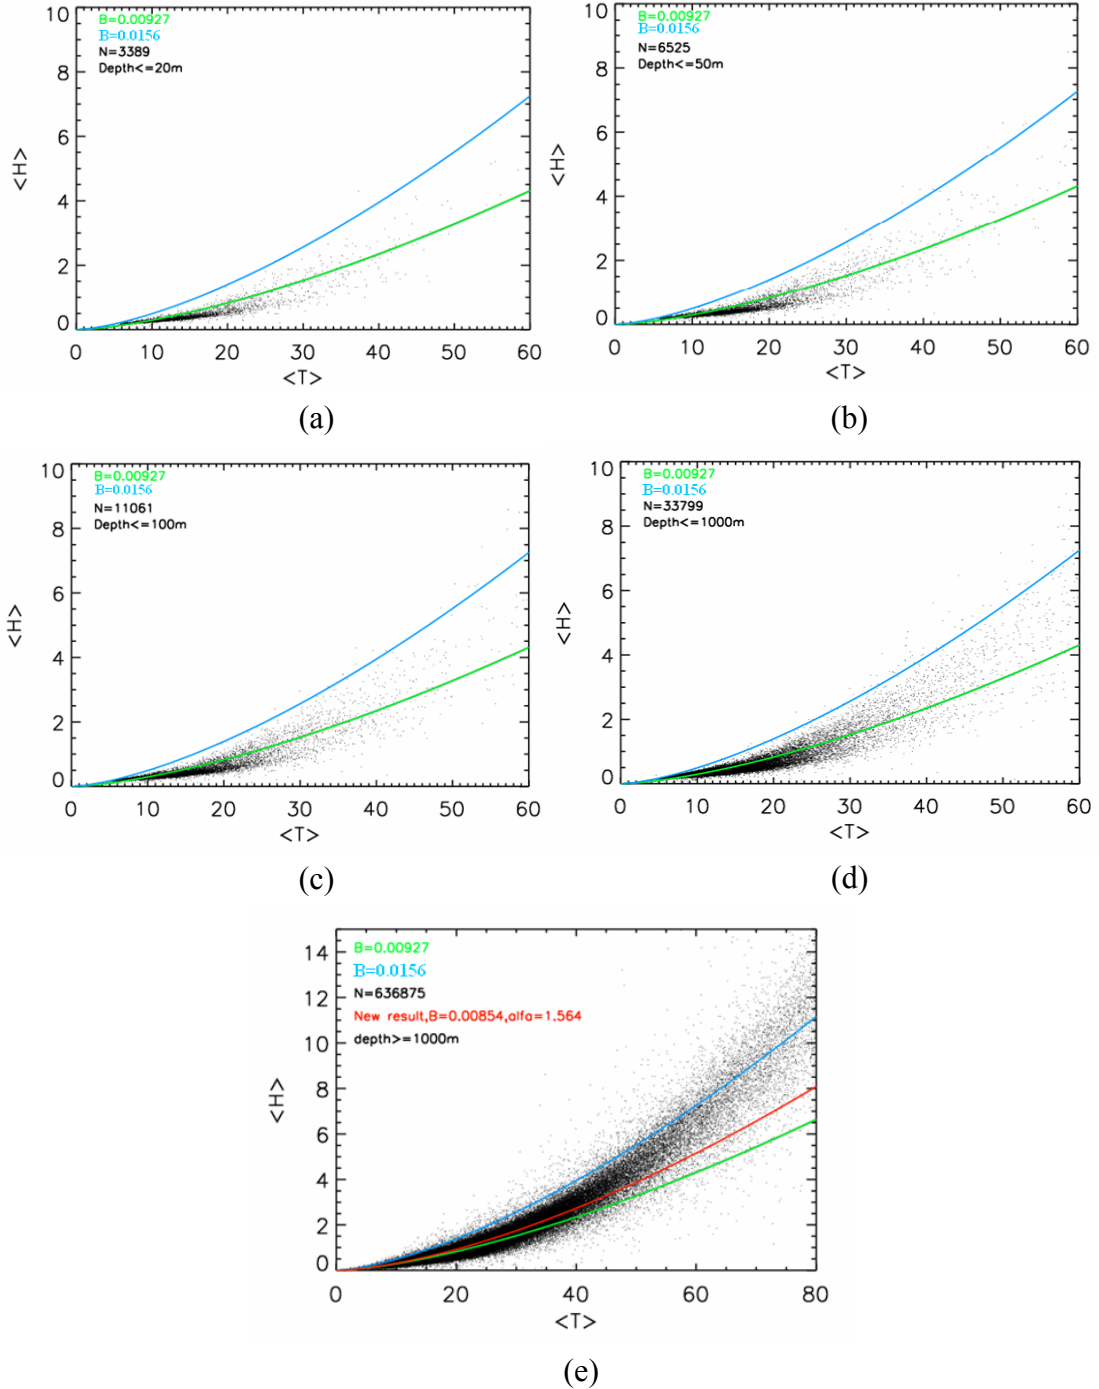 10
8
6
4
2
0
<H>
B=0.00927
B=0.0156
N=3389
Depth<=20m
0 10 20 30 40 50 60
<T>
(a)
10
8
6
4
2
0
<H>
B=0.00927
B=0.0156
N=6525
Depth<=50m
0 10 20 30 40 50 60
<T>
(b)
10
8
6
4
2
0
<H>
B=0.00927
B=0.0156
N=11061
Depth<=100m
0 10 20 30 40 50 60
<T>
(c)
10
8
6
4
2
0
<H>
B=0.00927
B=0.0156
N=33799
Depth<=1000m
0 10 20 30 40 50 60
<T>
(d)
14
12
10
8
6
4
2
0
<H>
B=0.00927
B=0.0156
N=636875
New result,B=0.00854,alfa=1.564
depth>=1000m
0 20 40 60 80
<T>
(e)